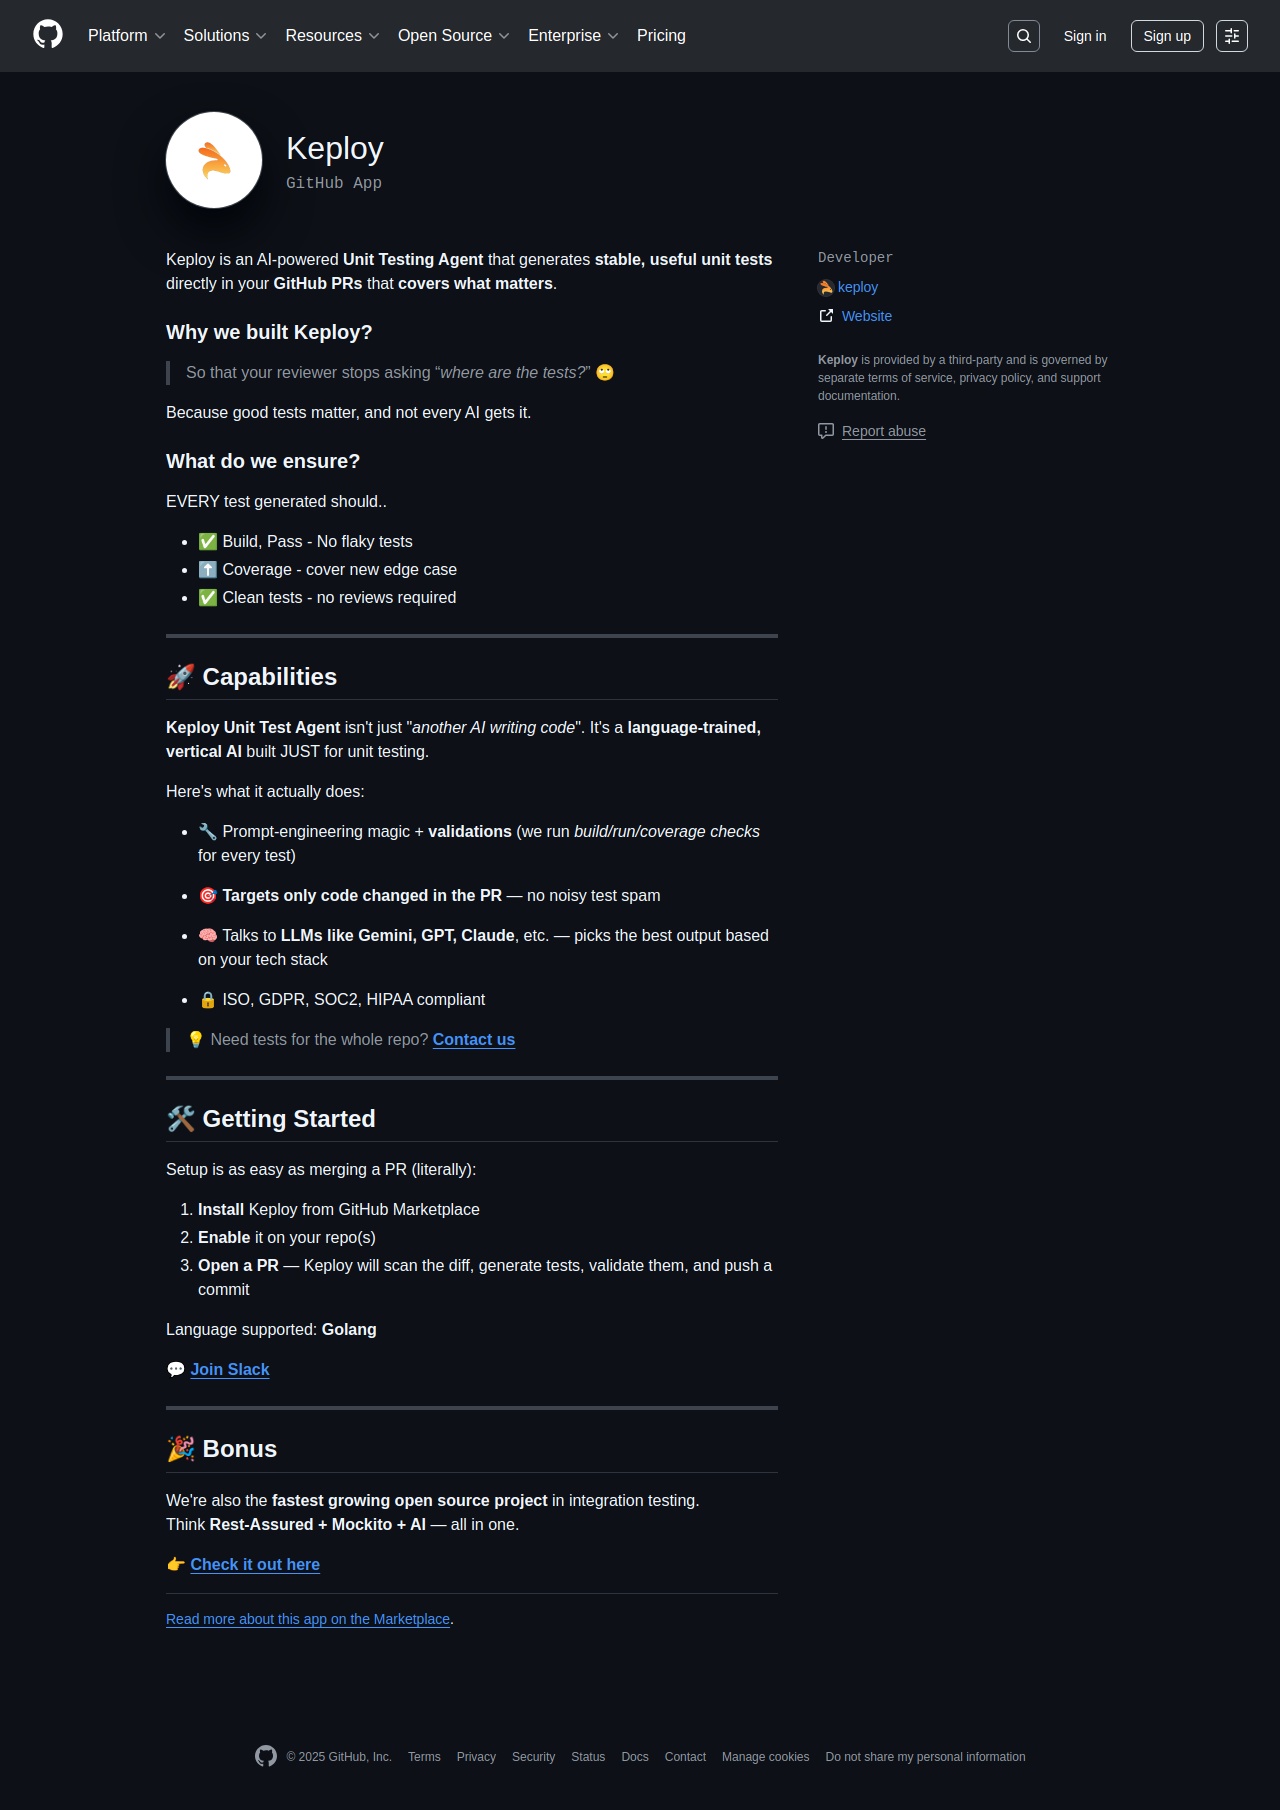 Platform
Solutions
Resources
Open Source
Enterprise
Pricing
Sign in
Sign up
Keploy
GitHub App
Keploy is an AI-powered Unit Testing Agent that generates stable, useful unit tests
directly in your GitHub PRs that covers what matters.
Why we built Keploy?
So that your reviewer stops asking “where are the tests?” 🙄
Because good tests matter, and not every AI gets it.
What do we ensure?
EVERY test generated should..
• ✅ Build, Pass - No flaky tests
• ⬆️ Coverage - cover new edge case
• ✅ Clean tests - no reviews required
🚀 Capabilities
Keploy Unit Test Agent isn't just "another AI writing code". It's a language-trained,
vertical AI built JUST for unit testing.
Here's what it actually does:
• 🔧 Prompt-engineering magic + validations (we run build/run/coverage checks
for every test)
• 🎯 Targets only code changed in the PR — no noisy test spam
• 🧠 Talks to LLMs like Gemini, GPT, Claude, etc. — picks the best output based
on your tech stack
• 🔒 ISO, GDPR, SOC2, HIPAA compliant
💡 Need tests for the whole repo? Contact us
🛠️ Getting Started
Setup is as easy as merging a PR (literally):
1. Install Keploy from GitHub Marketplace
2. Enable it on your repo(s)
3. Open a PR — Keploy will scan the diff, generate tests, validate them, and push a
commit
Language supported: Golang
💬 Join Slack
🎉 Bonus
We're also the fastest growing open source project in integration testing.
Think Rest-Assured + Mockito + AI — all in one.
👉 Check it out here
Read more about this app on the Marketplace.
Developer
keploy
Website
Keploy is provided by a third-party and is governed by
separate terms of service, privacy policy, and support
documentation.
Report abuse
© 2025 GitHub, Inc.
Terms
Privacy
Security
Status
Docs
Contact
Manage cookies
Do not share my personal information